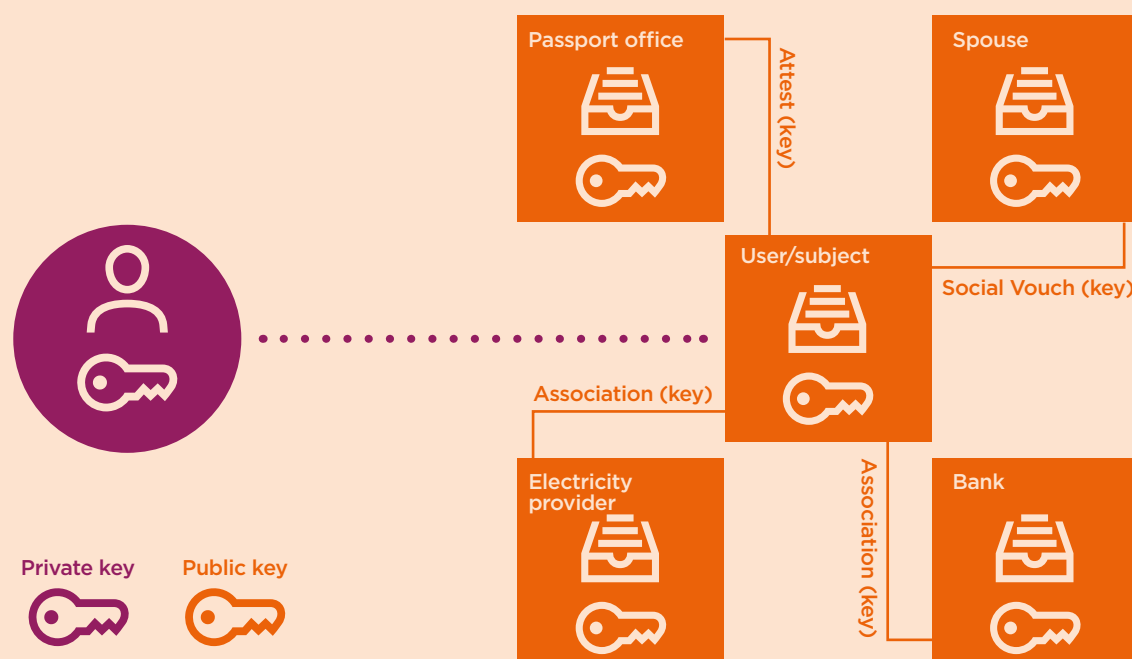 Passport office
Attest (key)
Spouse
User/subject
Social Vouch (key)
Association (key)
Electricity
provider
Association (key)
Bank
Private key
Public key